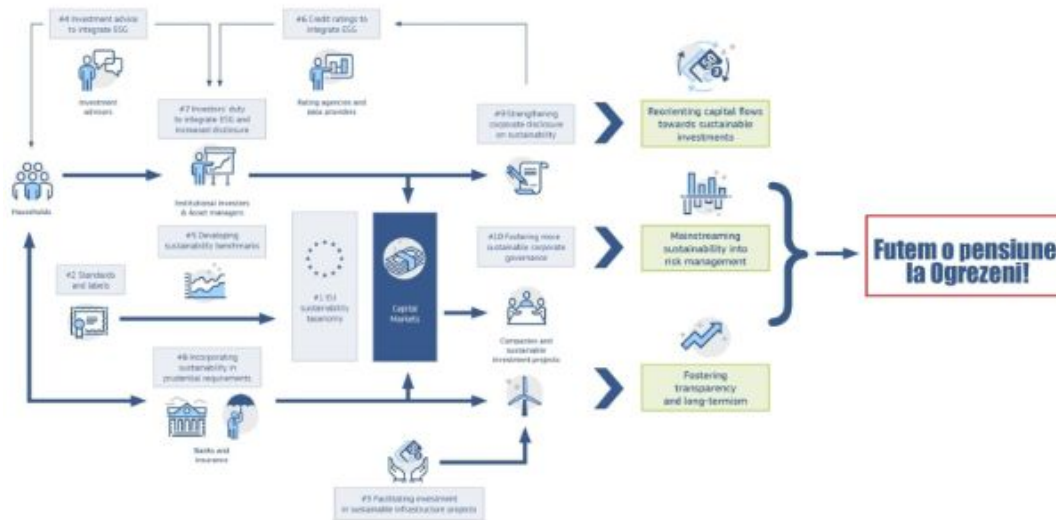 #4 Investment advice
to integrate ESG
Investment
advisers
#6 Credit ratings to
integrate ESG
Rating agencies and
data providers
#7 Investors' duty
to integrate ESG and
increased disclosure
Institutional investors
& Asset managers
Households
#9 Strengthening
corporate disclosure
on sustainability
Reorienting capital flows
towards sustainable
investments
#5 Developing
sustainability benchmarks
#2 Standards
and labels
#1 EU
sustainability
taxonomy
Capital
Markets
#10 Fostering more
sustainable corporate
governance
Mainstreaming
sustainability into
risk management
Futem o pensiune
la Ogrezeni!
Companies and
sustainable
investment projects
#8 Incorporating
sustainability in
prudential requirements
Banks and
insurance
Fostering
transparency
and long-termism
#3 Facilitating investment
in sustainable infrastructure projects